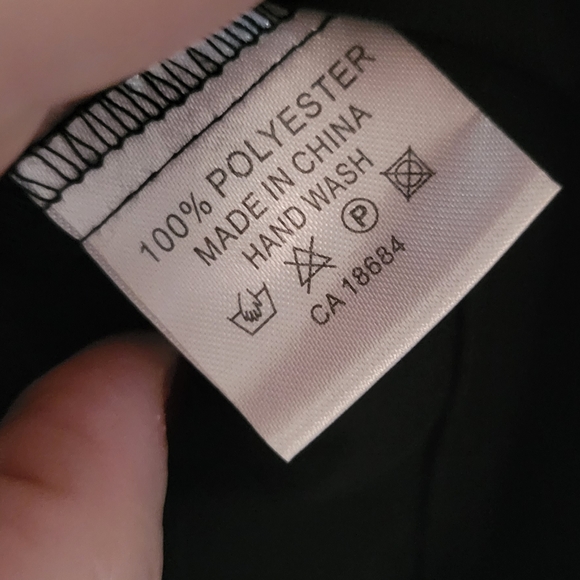 100% POLYESTER
MADE IN CHINA
HAND WASH
P
CA 18684